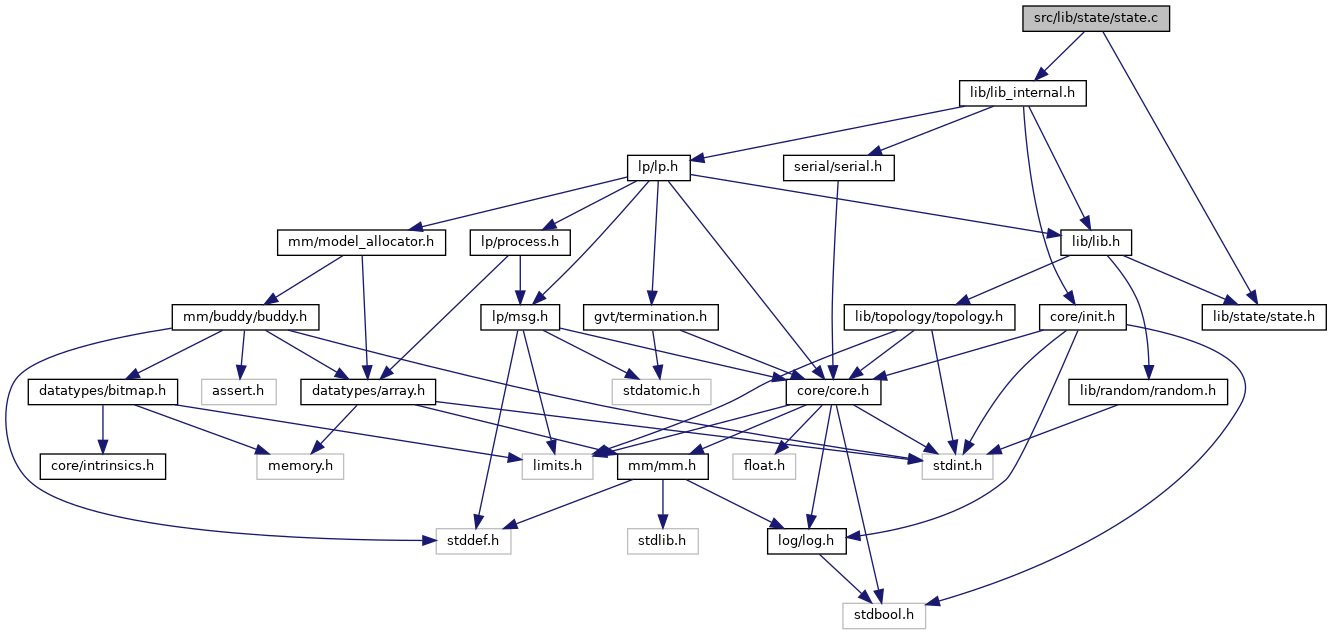 src/lib/state/state.c
lib/lib_internal.h
lp/lp.h
serial/serial.h
mm/model_allocator.h
lp/process.h
lib/lib.h
mm/buddy/buddy.h
lp/msg.h
gvt/termination.h
lib/topology/topology.h
core/init.h
lib/state/state.h
datatypes/bitmap.h
assert.h
datatypes/array.h
stdatomic.h
core/core.h
lib/random/random.h
core/intrinsics.h
memory.h
limits.h
mm/mm.h
float.h
stdint.h
stddef.h
stdlib.h
log/log.h
stdbool.h